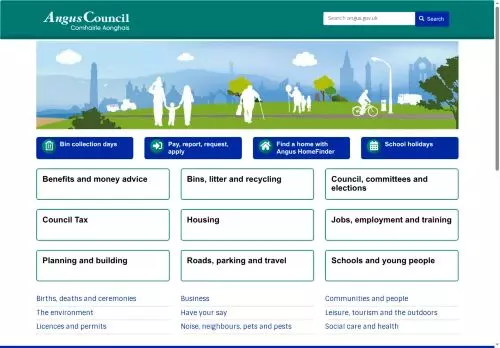 Angus Council
Comhairle Aonghais
Search angus.gov.uk
Search
Bin collection days
Pay, report, request,
apply
Find a home with
Angus HomeFinder
School holidays
Benefits and money advice
Bins, litter and recycling
Council, committees and
elections
Council Tax
Housing
Jobs, employment and training
Planning and building
Roads, parking and travel
Schools and young people
Births, deaths and ceremonies
Business
Communities and people
The environment
Have your say
Leisure, tourism and the outdoors
Licences and permits
Noise, neighbours, pets and pests
Social care and health